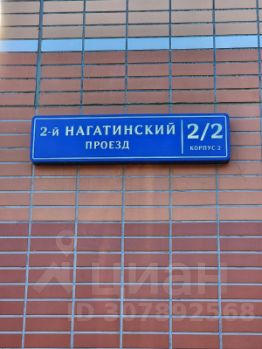 2-й НАГАТИНСКИЙ
ПРОЕЗД
2/2
КОРПУС 2
циан
ID 307892568